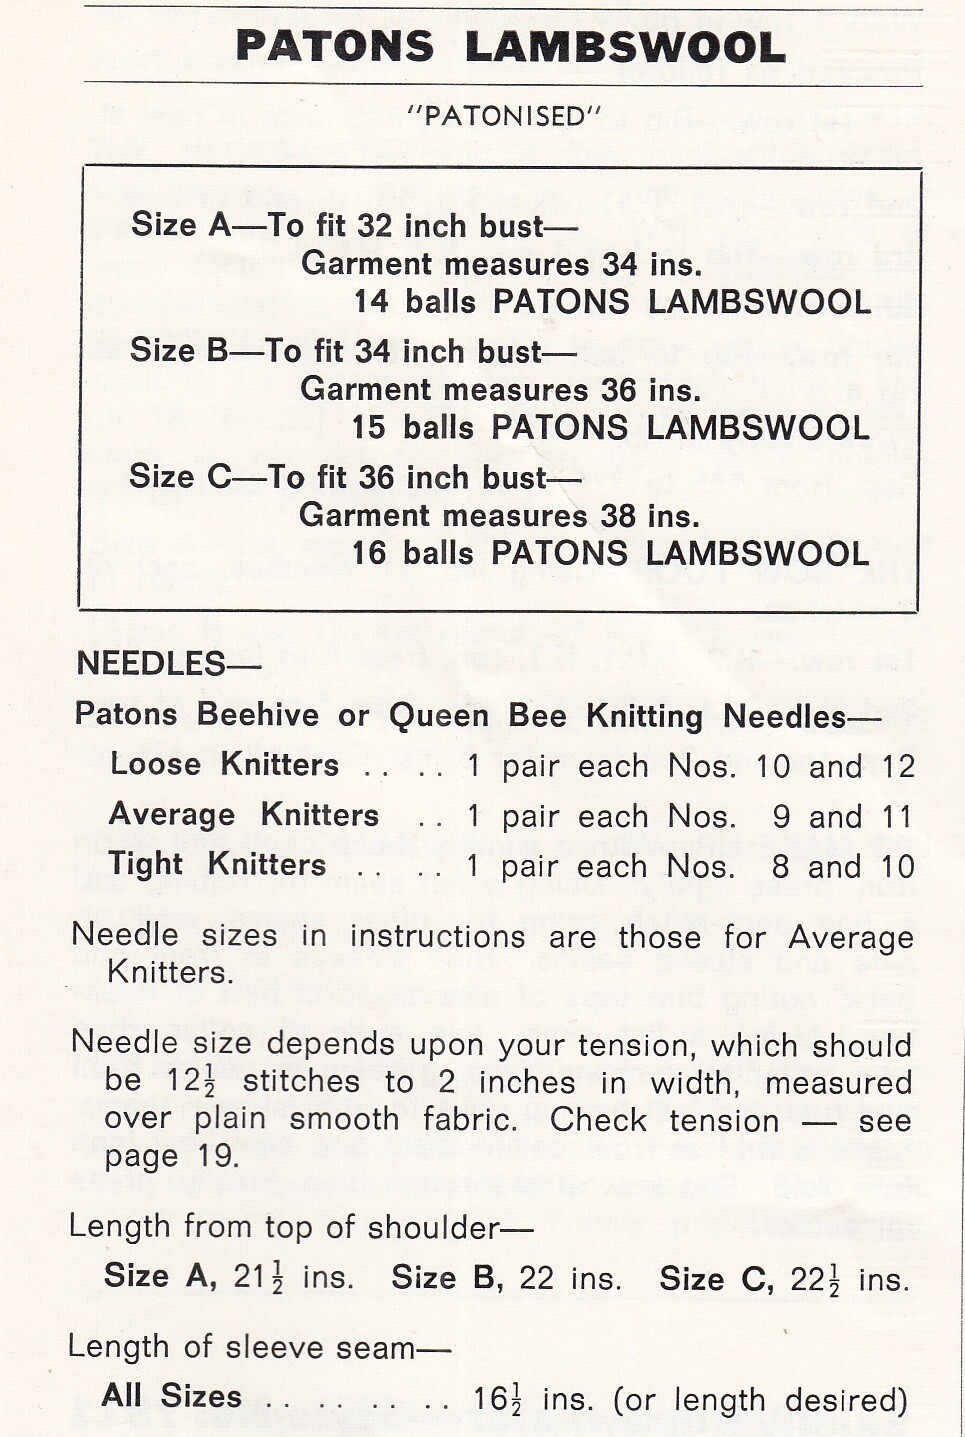 PATONS LAMBSWOOL
"PATONISED"
Size A—To fit 32 inch bust—
Garment measures 34 ins.
14 balls PATONS LAMBSWOOL
Size B—To fit 34 inch bust—
Garment measures 36 ins.
15 balls PATONS LAMBSWOOL
Size C—To fit 36 inch bust—
Garment measures 38 ins.
16 balls PATONS LAMBSWOOL
NEEDLES—
Patons Beehive or Queen Bee Knitting Needles—
Loose Knitters . . . . 1 pair each Nos. 10 and 12
Average Knitters . . 1 pair each Nos. 9 and 11
Tight Knitters . . . . 1 pair each Nos. 8 and 10
Needle sizes in instructions are those for Average
Knitters.
Needle size depends upon your tension, which should
be 12½ stitches to 2 inches in width, measured
over plain smooth fabric. Check tension — see
page 19.
Length from top of shoulder—
Size A, 21½ ins. Size B, 22 ins. Size C, 22½ ins.
Length of sleeve seam—
All Sizes . . . . . . . . 16½ ins. (or length desired)